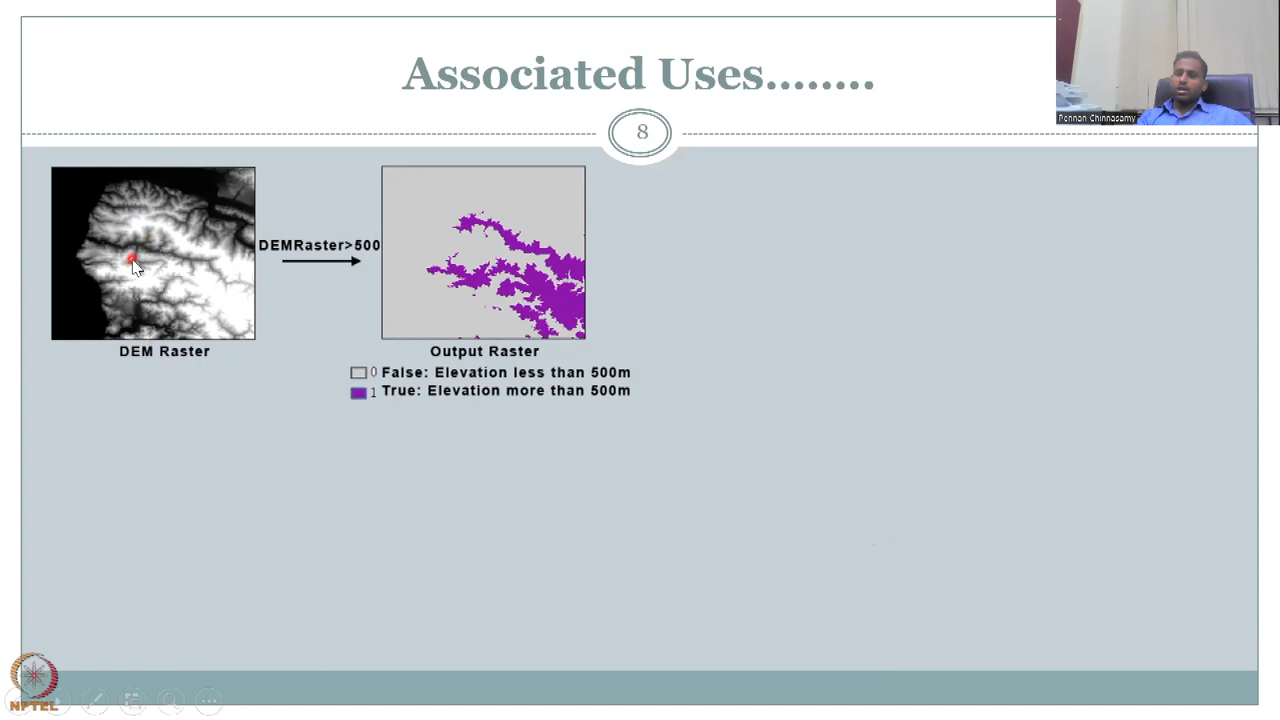 Associated Uses........
Pennan Chinnasamy
8
DEMRaster>500
DEM Raster
Output Raster
0 False: Elevation less than 500m
1 True: Elevation more than 500m
NPTEL